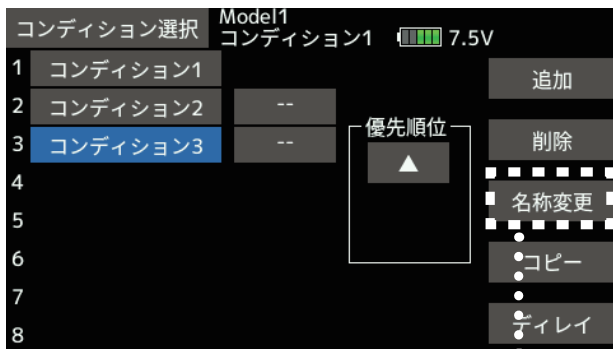 コンディション選択
Model1
コンディション1 7.5V
1 コンディション1
追加
2 コンディション2 --
優先順位
3 コンディション3 --
削除
▲
4
名称変更
5
6
コピー
7
ディレイ
8